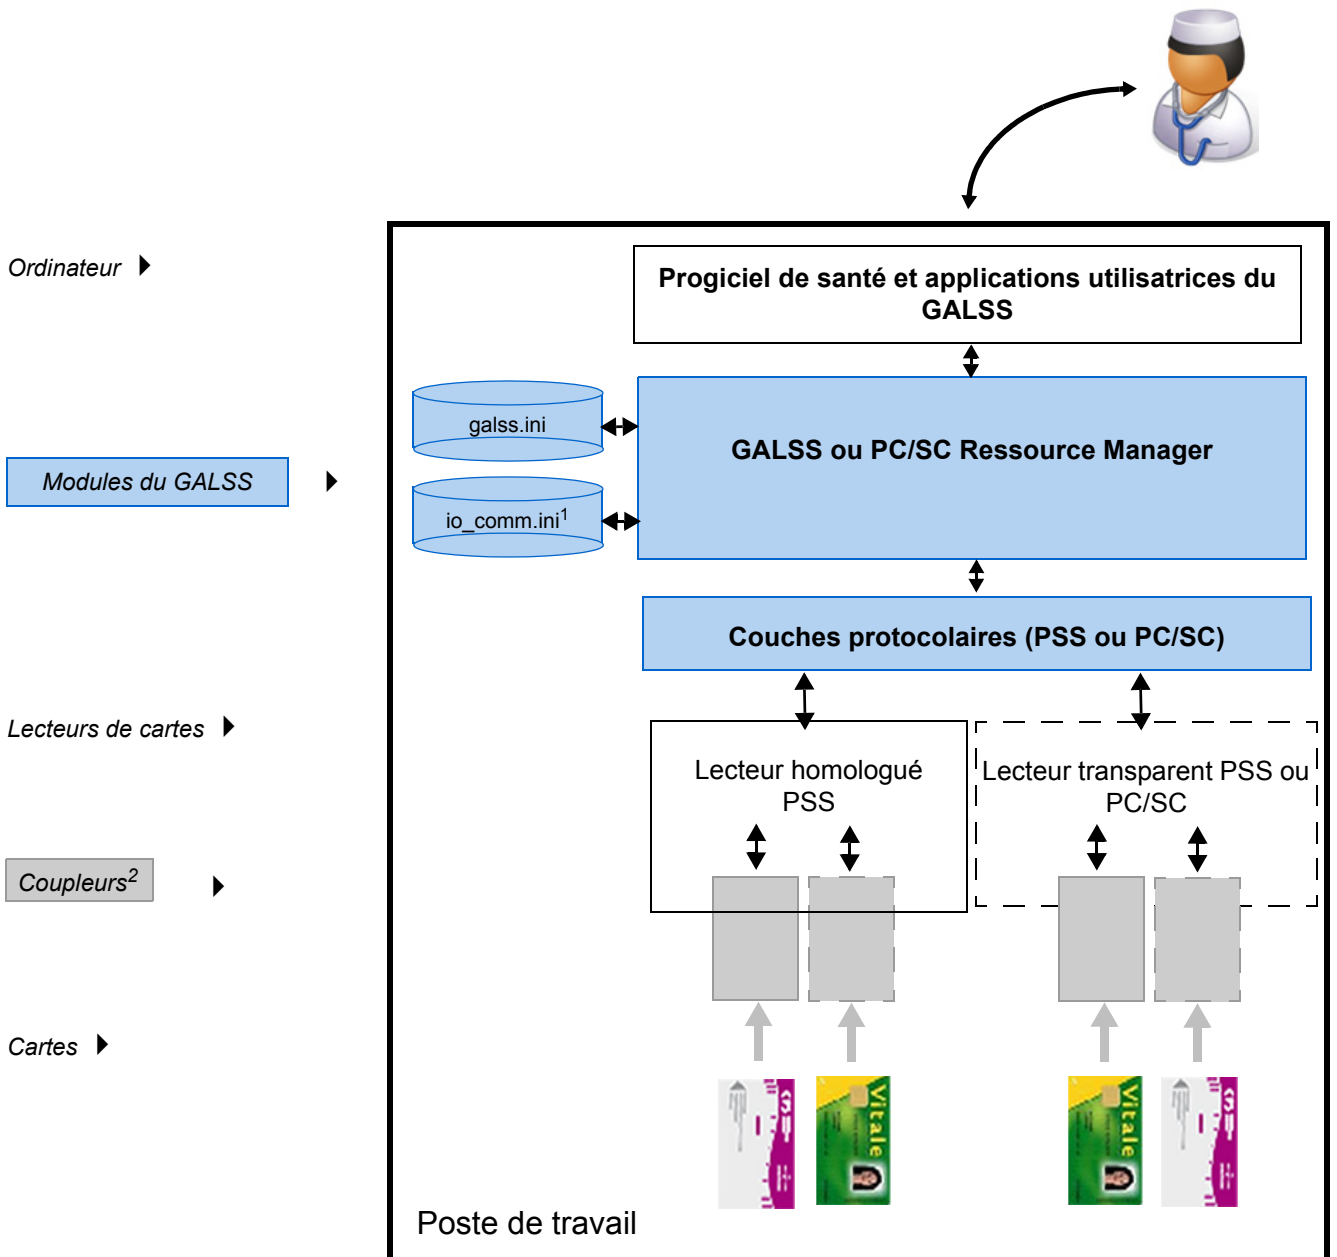 Ordinateur
Progiciel de santé et applications utilisatrices du
GALSS
galss.ini
GALSS ou PC/SC Ressource Manager
Modules du GALSS
io_comm.ini1
Couches protocolaires (PSS ou PC/SC)
Lecteurs de cartes
Lecteur homologué
PSS
Lecteur transparent PSS ou
PC/SC
Coupleurs2
Cartes
Vitale
Vitale
Poste de travail